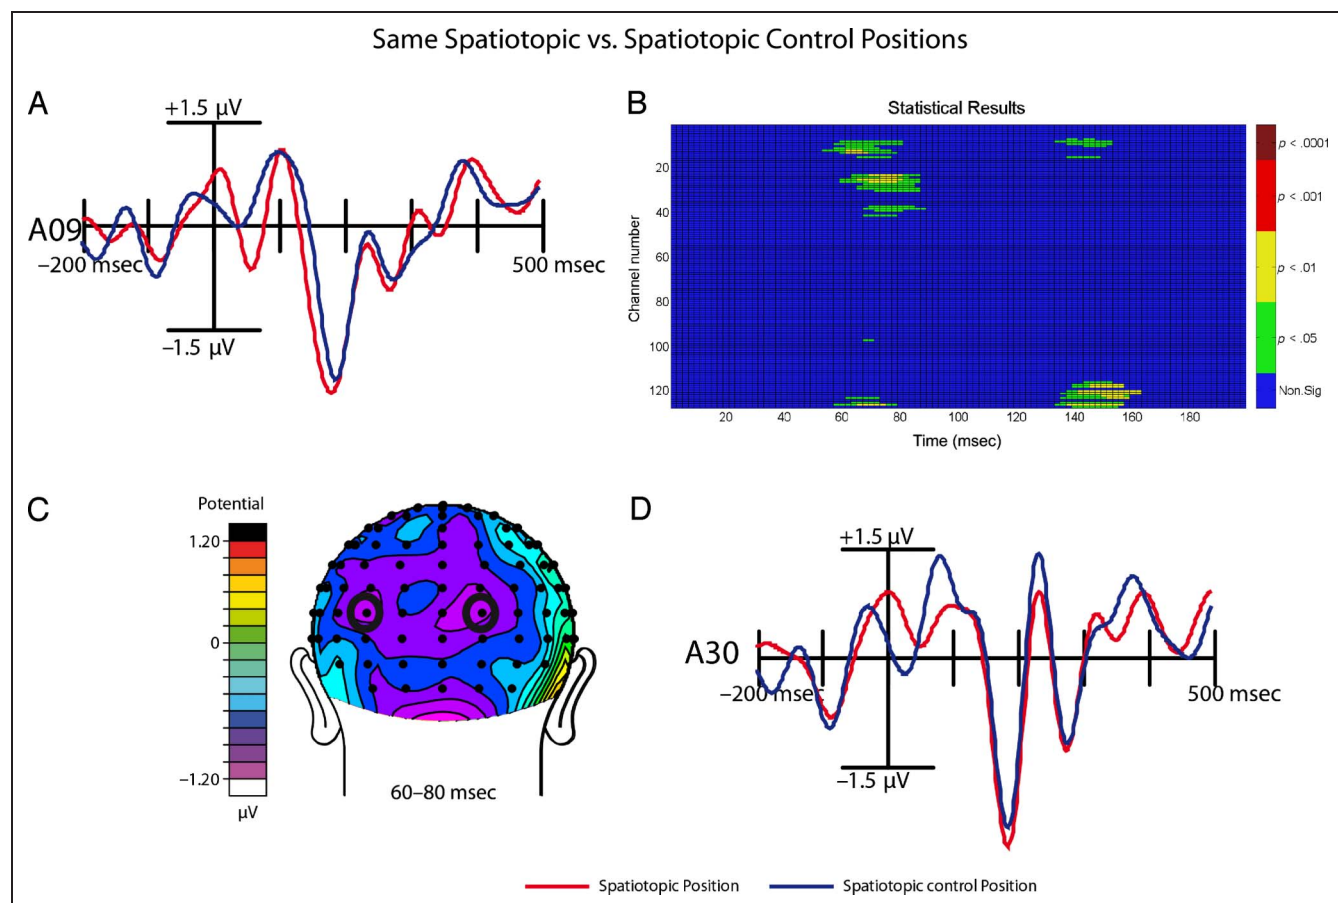 Same Spatiotopic vs. Spatiotopic Control Positions
A
+1.5 μV
A09
−200 msec
500 msec
−1.5 μV
B
Statistical Results
Channel number
20
40
60
80
100
120
20
40
60
80
100
120
140
160
180
Time (msec)
p < .0001
p < .001
p < .01
p < .05
Non.Sig
C
Potential
1.20
0
−1.20
μV
60–80 msec
D
+1.5 μV
A30
−200 msec
500 msec
−1.5 μV
Spatiotopic Position
Spatiotopic control Position